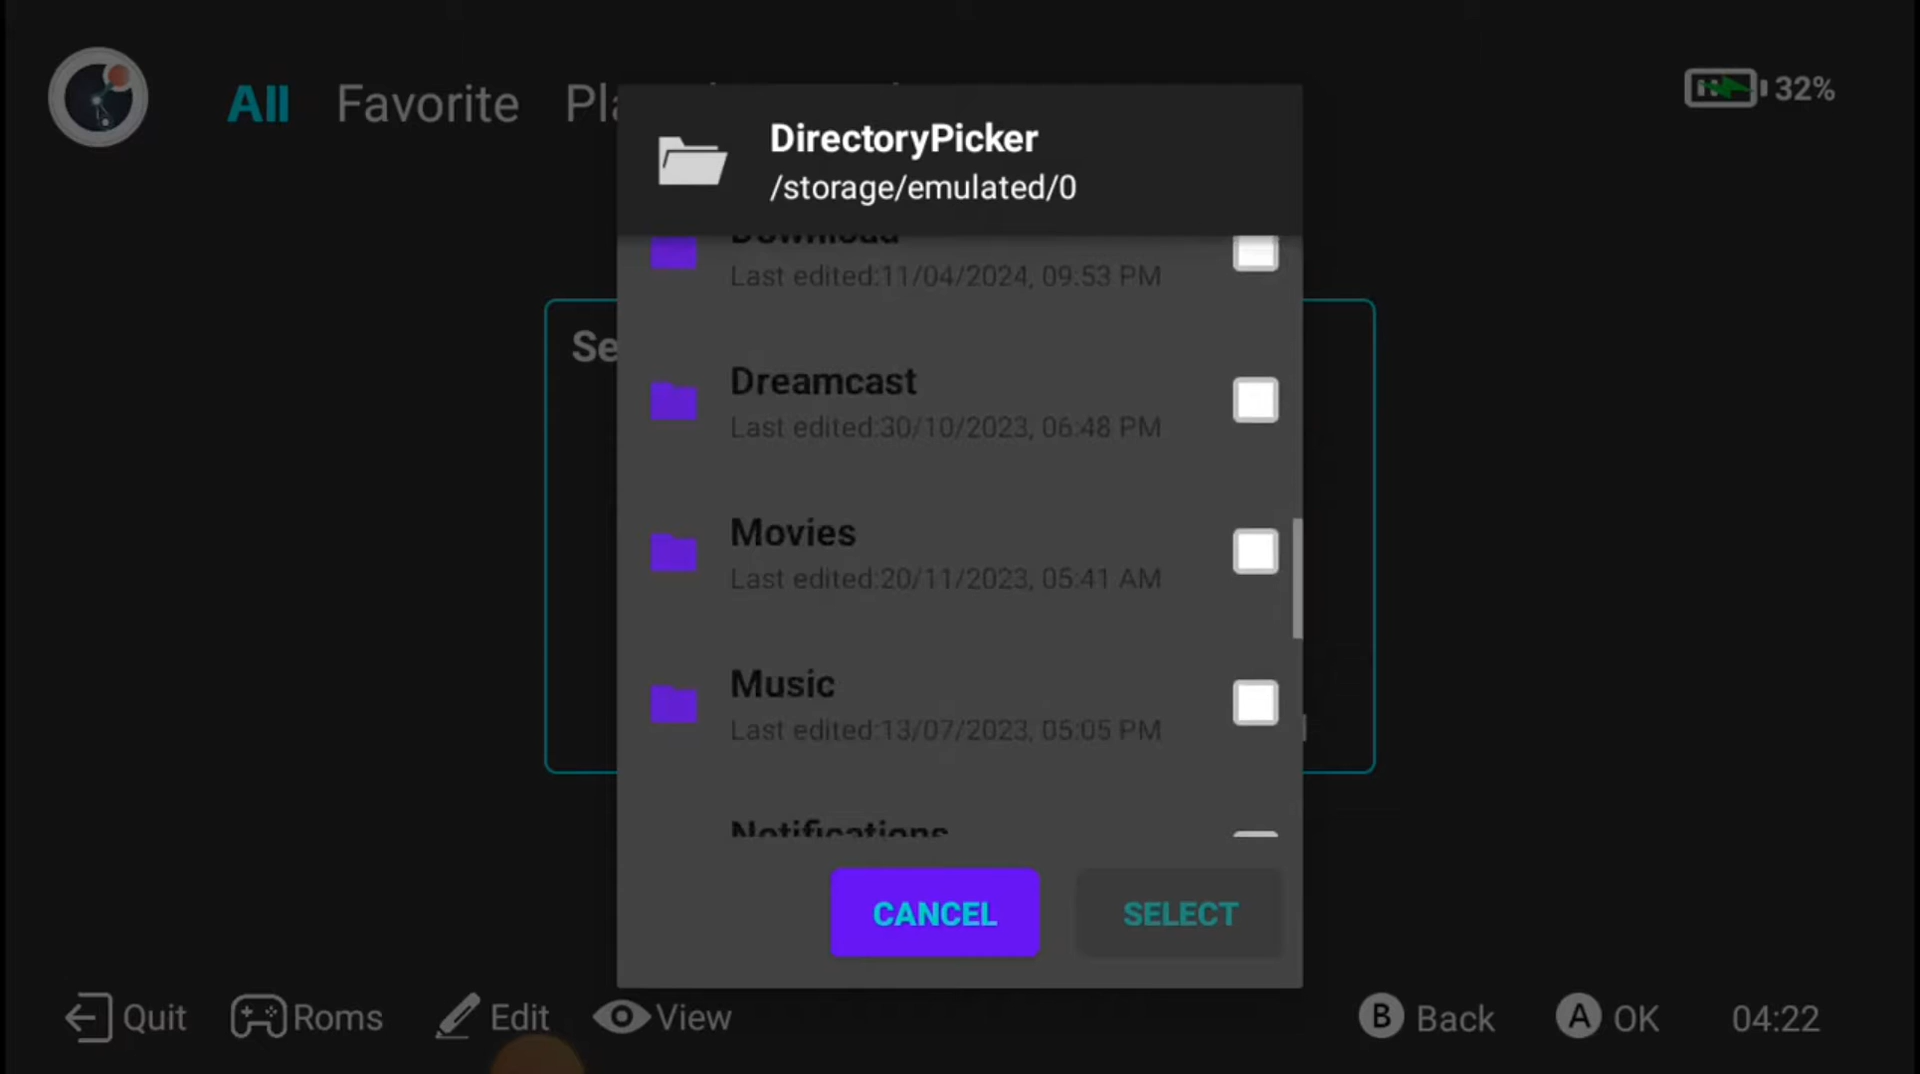 All Favorite
32%
DirectoryPicker
/storage/emulated/0
Download
Last edited:11/04/2024, 09:53 PM
Se
Dreamcast
Last edited:30/10/2023, 06:48 PM
Movies
Last edited:20/11/2023, 05:41 AM
Music
Last edited:13/07/2023, 05:05 PM
Notifications
CANCEL SELECT
Quit Roms Edit View B Back A OK 04:22